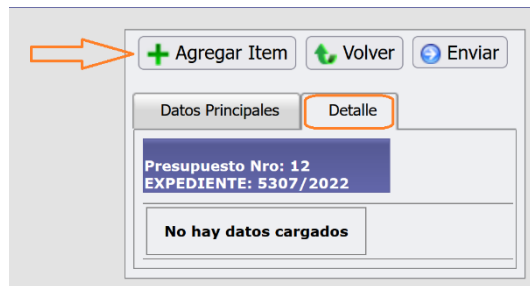 Agregar Item Volver Enviar
Datos Principales Detalle
Presupuesto Nro: 12
EXPEDIENTE: 5307/2022
No hay datos cargados